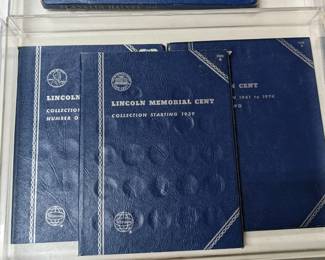 LINCOLN
COLLECTION
NUMBER O
LINCOLN MEMORIAL CENT
COLLECTION STARTING 1959
CENT
1941 to 1974